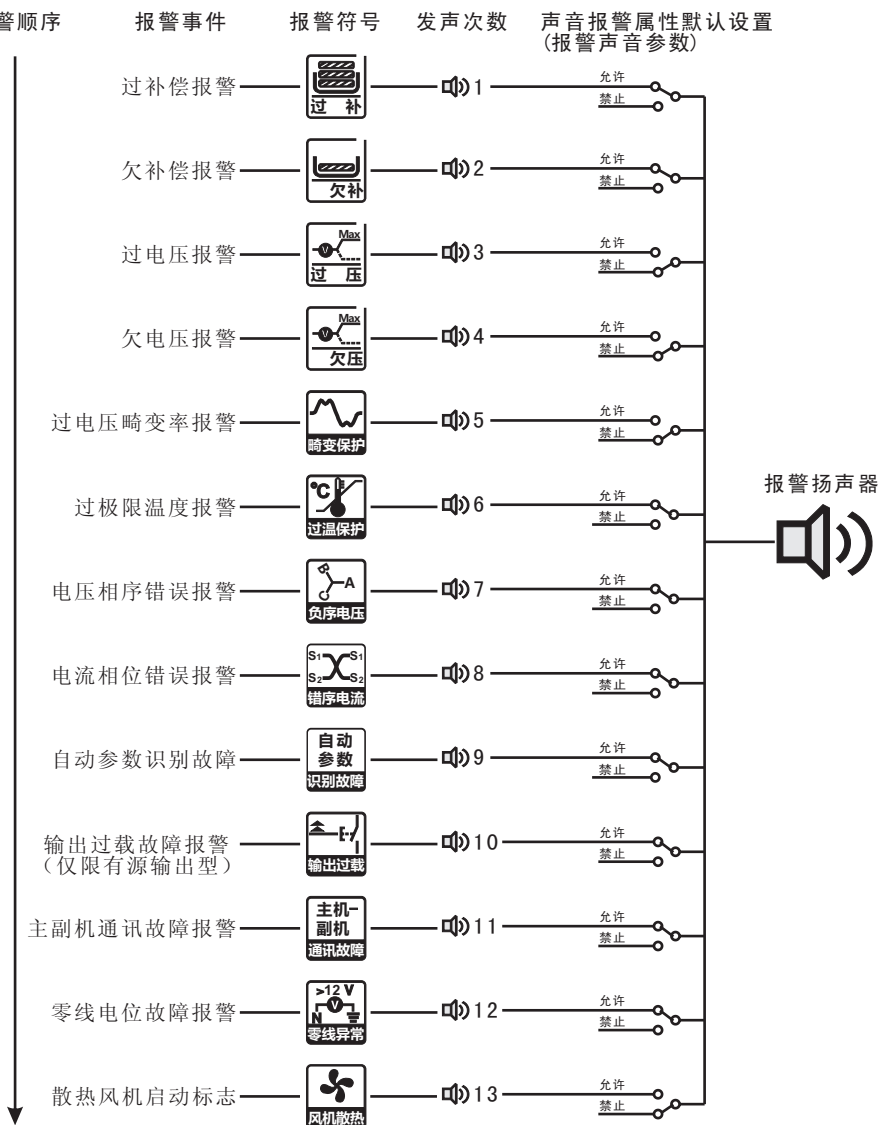 警顺序 报警事件 报警符号 发声次数 声音报警属性默认设置
(报警声音参数)
过补偿报警 过 补 1 允许
禁止
欠补偿报警 欠补 2 允许
禁止
过电压报警 V Max 过 压 3 允许
禁止
欠电压报警 V Max 欠压 4 允许
禁止
过电压畸变率报警 畸变保护 5 允许
禁止
过极限温度报警 °C 过温保护 6 允许
禁止
报警扬声器
电压相序错误报警 B A C 负序电压 7 允许
禁止
电流相位错误报警 S1 S1 S2 S2 错序电流 8 允许
禁止
自动参数识别故障 自动 参数 识别故障 9 允许
禁止
输出过载故障报警 输出过载 10 允许
(仅限有源输出型) 禁止
主副机通讯故障报警 主机- 副机 通讯故障 11 允许
禁止
零线电位故障报警 >12 V V N 零线异常 12 允许
禁止
散热风机启动标志 风机散热 13 允许
禁止